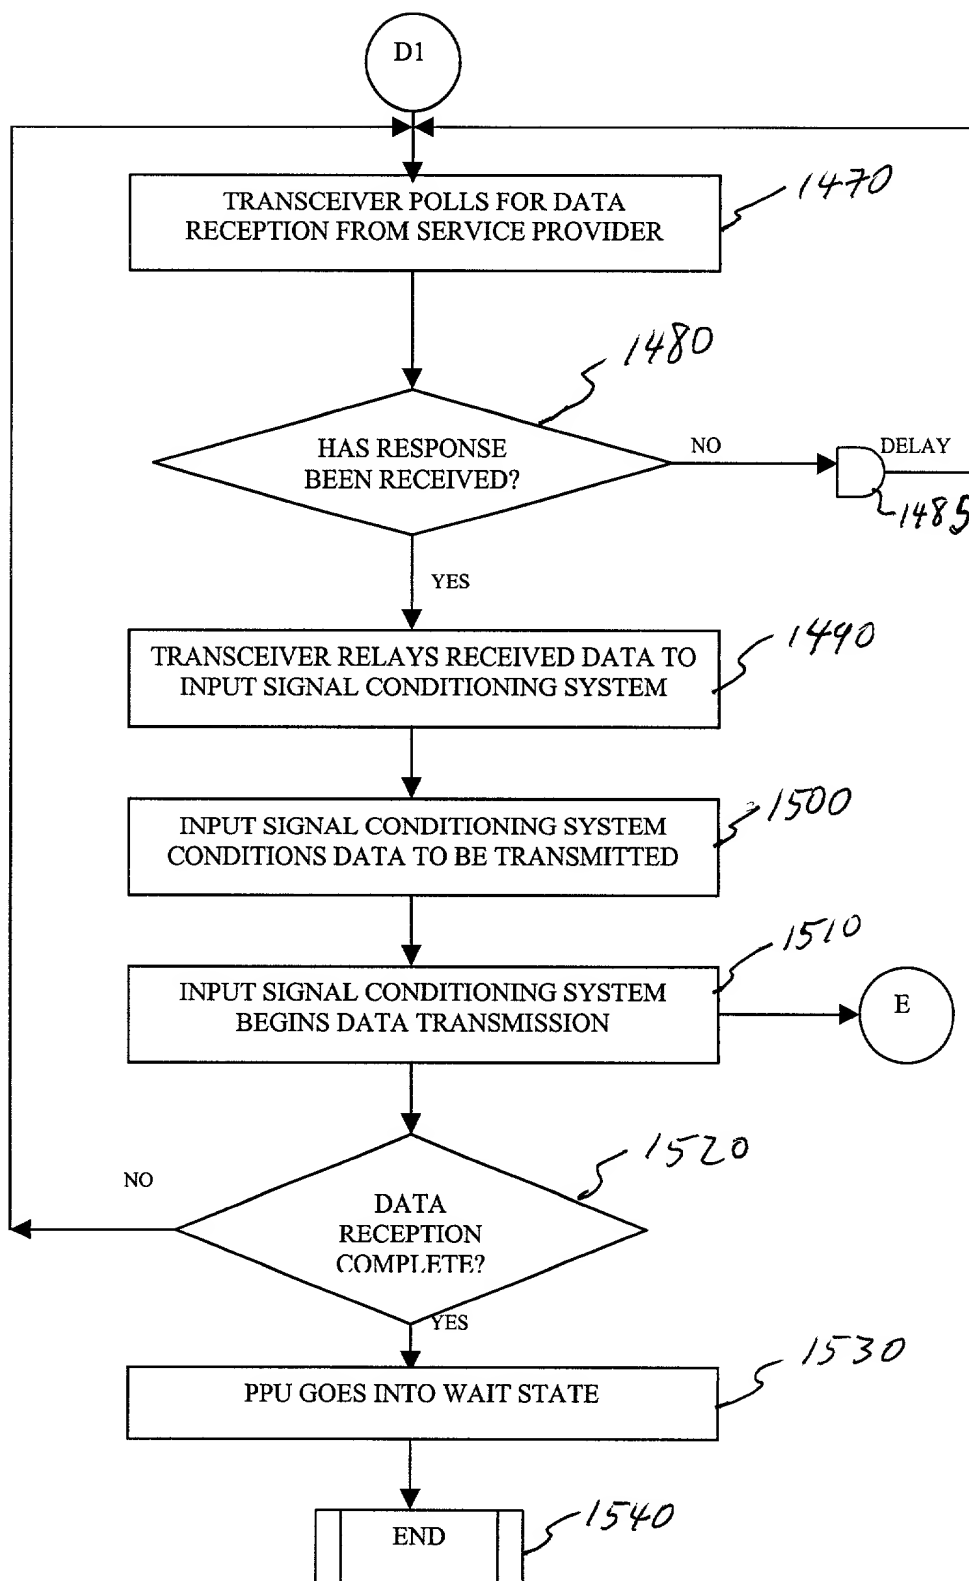 D1
TRANSCEIVER POLLS FOR DATA
RECEPTION FROM SERVICE PROVIDER
1470
1480
HAS RESPONSE
BEEN RECEIVED?
NO
DELAY
1485
YES
TRANSCEIVER RELAYS RECEIVED DATA TO
INPUT SIGNAL CONDITIONING SYSTEM
1490
INPUT SIGNAL CONDITIONING SYSTEM
CONDITIONS DATA TO BE TRANSMITTED
1500
INPUT SIGNAL CONDITIONING SYSTEM
BEGINS DATA TRANSMISSION
1510
E
1520
NO
DATA
RECEPTION
COMPLETE?
YES
PPU GOES INTO WAIT STATE
1530
END
1540